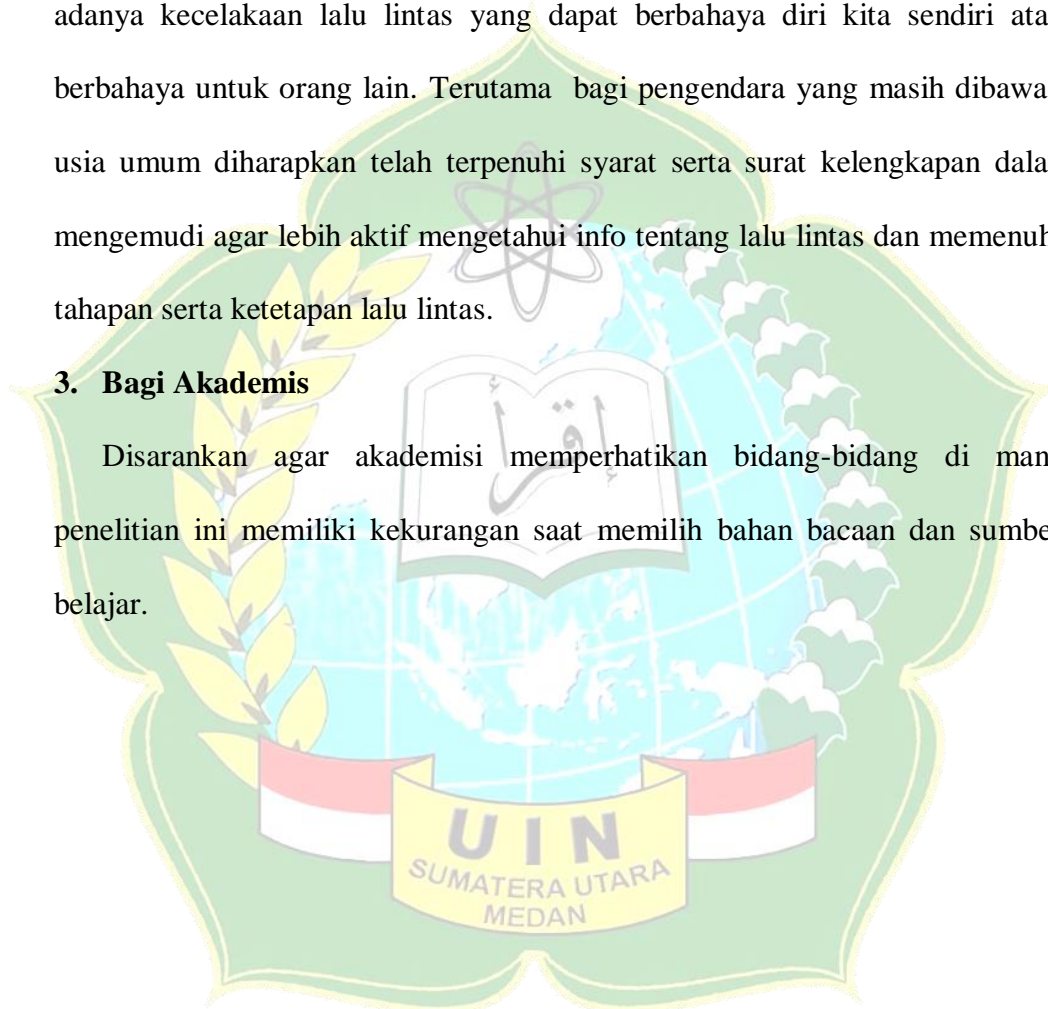 adanya kecelakaan lalu lintas yang dapat berbahaya diri kita sendiri ata
berbahaya untuk orang lain. Terutama bagi pengendara yang masih dibawa
usia umum diharapkan telah terpenuhi syarat serta surat kelengkapan dala
mengemudi agar lebih aktif mengetahui info tentang lalu lintas dan memenuh
tahapan serta ketetapan lalu lintas.
3. Bagi Akademis
Disarankan agar akademisi memperhatikan bidang-bidang di man
penelitian ini memiliki kekurangan saat memilih bahan bacaan dan sumbe
belajar.
إقرأ
UIN
SUMATERA UTARA
MEDAN